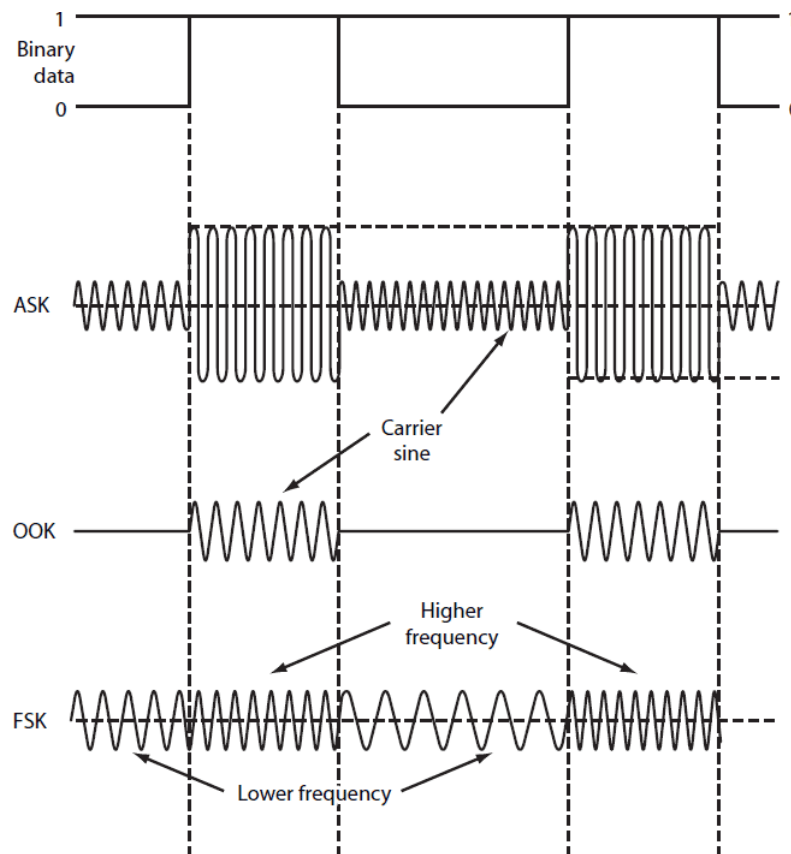 1
Binary
data
0
ASK
Carrier
sine
OOK
Higher
frequency
FSK
Lower frequency